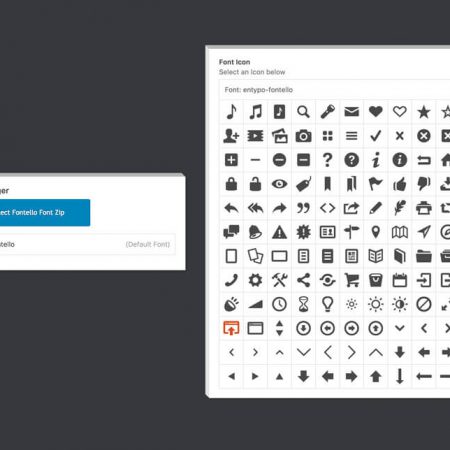 Font Icon
Select an Icon below
Font: entypo-fontello
ger
ect Fontello Font Zip
tello
(Default Font)